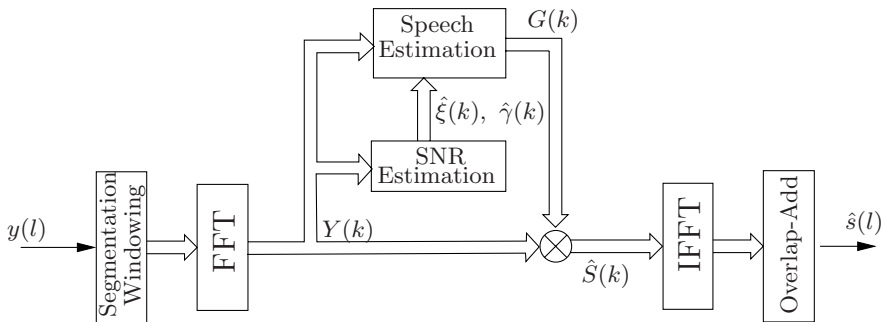 Speech
Estimation
G(k)
ξ̂(k), γ̂(k)
SNR
Estimation
y(l)
Segmentation
Windowing
FFT
Y(k)
Ŝ(k)
IFFT
Overlap-Add
ŝ(l)